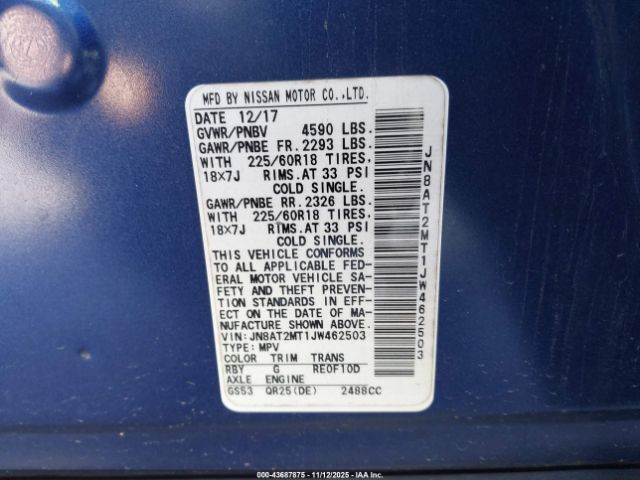 MFD BY NISSAN MOTOR CO.,LTD.
DATE 12/17
GVWR/PNBV 4590 LBS.
GAWR/PNBE FR. 2293 LBS.
WITH 225/60R18 TIRES,
18X7J RIMS.AT 33 PSI
COLD SINGLE.
GAWR/PNBE RR. 2326 LBS.
WITH 225/60R18 TIRES,
18X7J RIMS.AT 33 PSI
COLD SINGLE.
THIS VEHICLE CONFORMS
TO ALL APPLICABLE FED-
ERAL MOTOR VEHICLE SA-
FETY AND THEFT PREVEN-
TION STANDARDS IN EFF-
ECT ON THE DATE OF MA-
NUFACTURE SHOWN ABOVE.
VIN: JN8AT2MT1JW462503
TYPE: MPV
COLOR TRIM TRANS
RBY G RE0F10D
AXLE ENGINE
GS53 QR25(DE) 2488CC
JN8AT2MT1JW462503
Stock No: 43687875 - 11/12/2025 - IAA Inc.